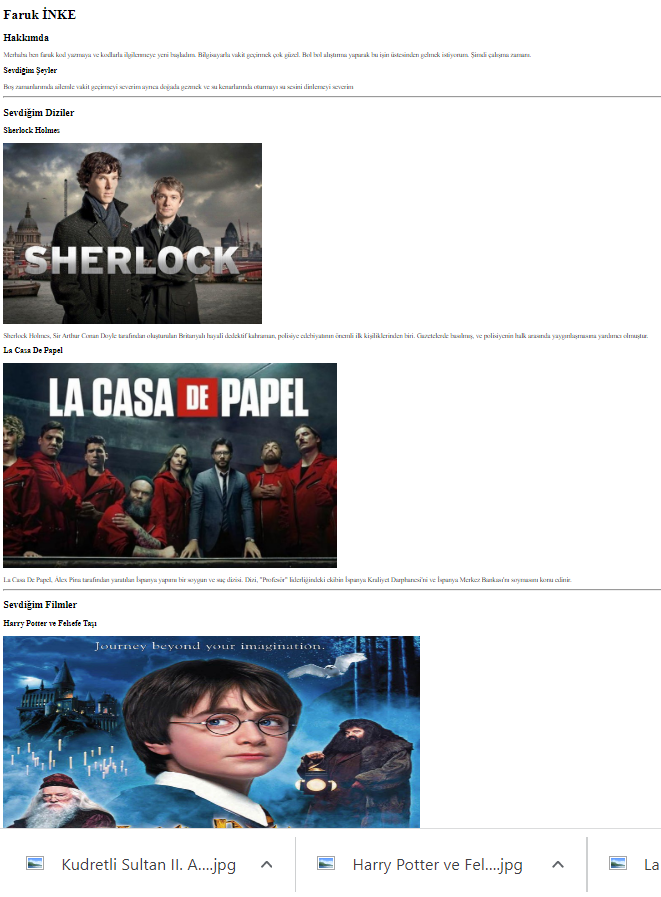 Faruk İNKE
Hakkımda
Merhaba ben faruk kod yazmaya ve kodlarla ilgilenmeye yeni başladım. Bilgisayarla vakit geçirmek çok güzel. Bol bol alıştırma yaparak bu işin üstesinden gelmek istiyorum. Şimdi çalışma zamanı.
Sevdiğim Şeyler
Boş zamanlarımda ailemle vakit geçirmeyi severim ayrıca doğada gezmek ve su kenarlarında oturmayı su sesini dinlemeyi severim
Sevdiğim Diziler
Sherlock Holmes
SHERLOCK
Sherlock Holmes, Sir Arthur Conan Doyle tarafından oluşturulan Britanyalı hayali dedektif kahraman, polisiye edebiyatının önemli ilk kişiliklerinden biri. Gazetelerde basılmış, ve polisiyenin halk arasında yaygınlaşmasına yardımcı olmuştur.
La Casa De Papel
LA CASA DE PAPEL
La Casa De Papel, Álex Pina tarafından yaratılan İspanya yapımı bir soygun ve suç dizisi. Dizi, "Profesör" liderliğindeki ekibin İspanya Kraliyet Darphanesi'ni ve İspanya Merkez Bankası'nı soymasını konu edinir.
Sevdiğim Filmler
Harry Potter ve Felsefe Taşı
Journey beyond your imagination.
Kudretli Sultan II. A....jpg
Harry Potter ve Fel....jpg
La